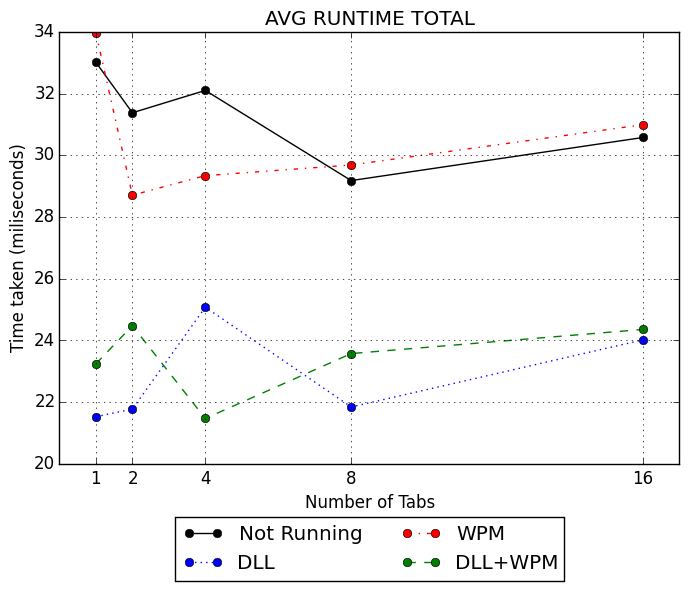 AVG RUNTIME TOTAL
34
32
30
28
26
24
22
20
Time taken (miliseconds)
1 2 4 8 16
Number of Tabs
Not Running WPM
DLL DLL+WPM